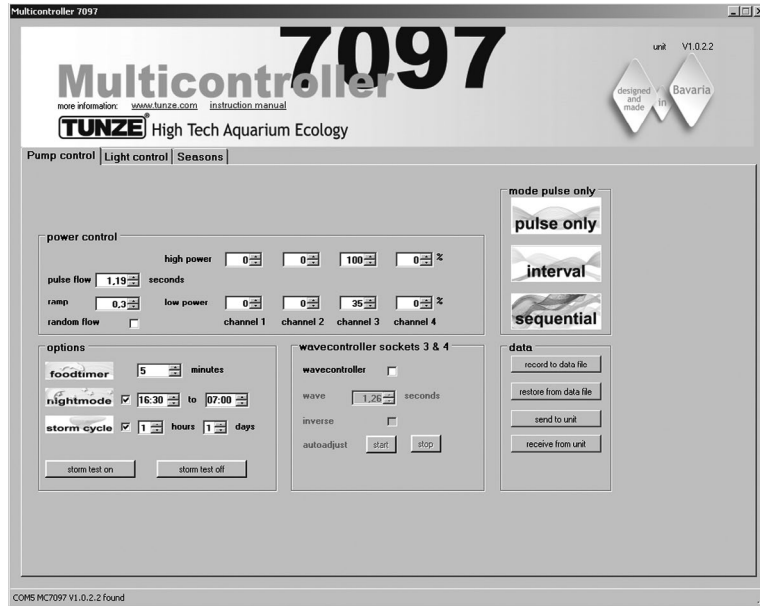 Multicontroller 7097
7097
unit V1.0.2.2
Multicontroller
designed and made in Bavaria
more information: www.tunze.com instruction manual
TUNZE® High Tech Aquarium Ecology
Pump control Light control Seasons
mode pulse only
pulse only
interval
sequential
power control
high power 0 0 100 0 %
pulse flow 1,19 seconds
ramp 0,3 low power 0 0 35 0 %
random flow channel 1 channel 2 channel 3 channel 4
options
foodtimer 5 minutes
nightmode 16:30 to 07:00
storm cycle 1 hours 1 days
storm test on storm test off
wavecontroller sockets 3 & 4
wavecontroller
wave 1,26 seconds
inverse
autoadjust start stop
data
record to data file
restore from data file
send to unit
receive from unit
COM5 MC7097 V1.0.2.2 found